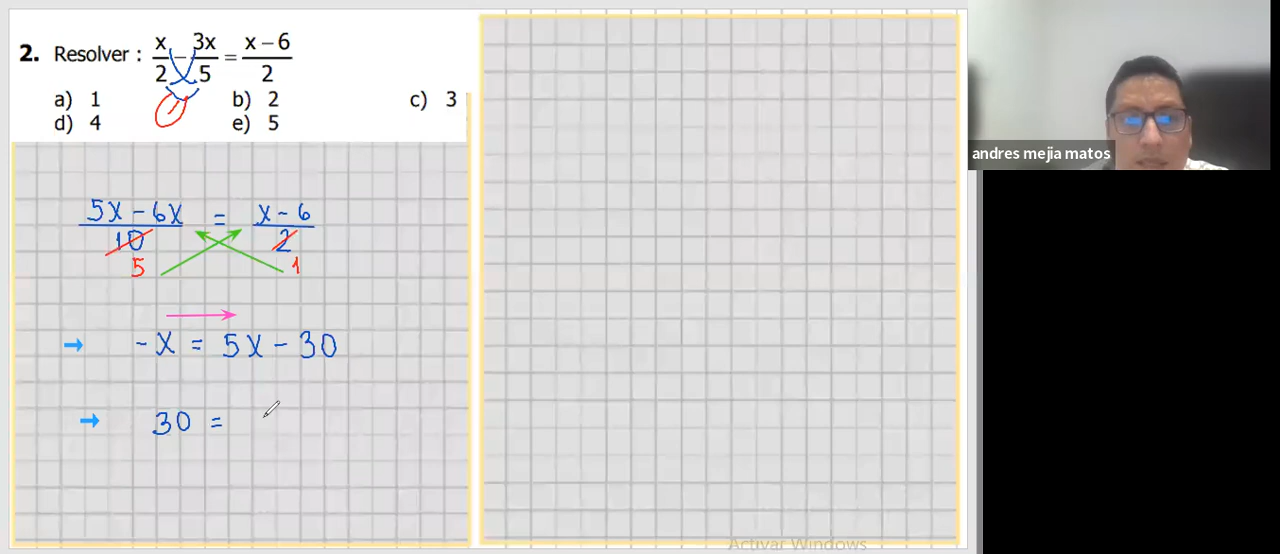 2. Resolver : x/2 - 3x/5 = x - 6/2
a) 1 b) 2 c) 3
d) 4 e) 5
5x - 6x/10 = x - 6/2
5 1
→ -x = 5x - 30
→ 30 =
andres mejia matos
Activar Windows